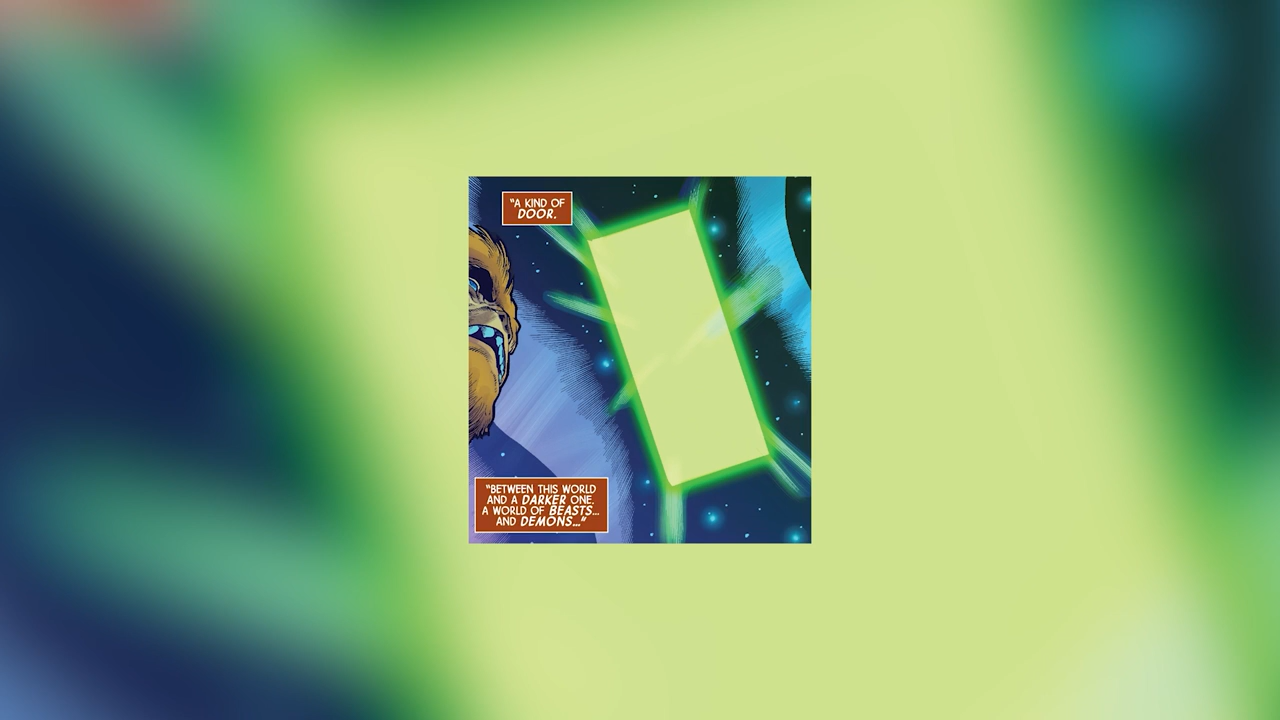 "A KIND OF
DOOR.
"BETWEEN THIS WORLD
AND A DARKER ONE.
A WORLD OF BEASTS...
AND DEMONS..."